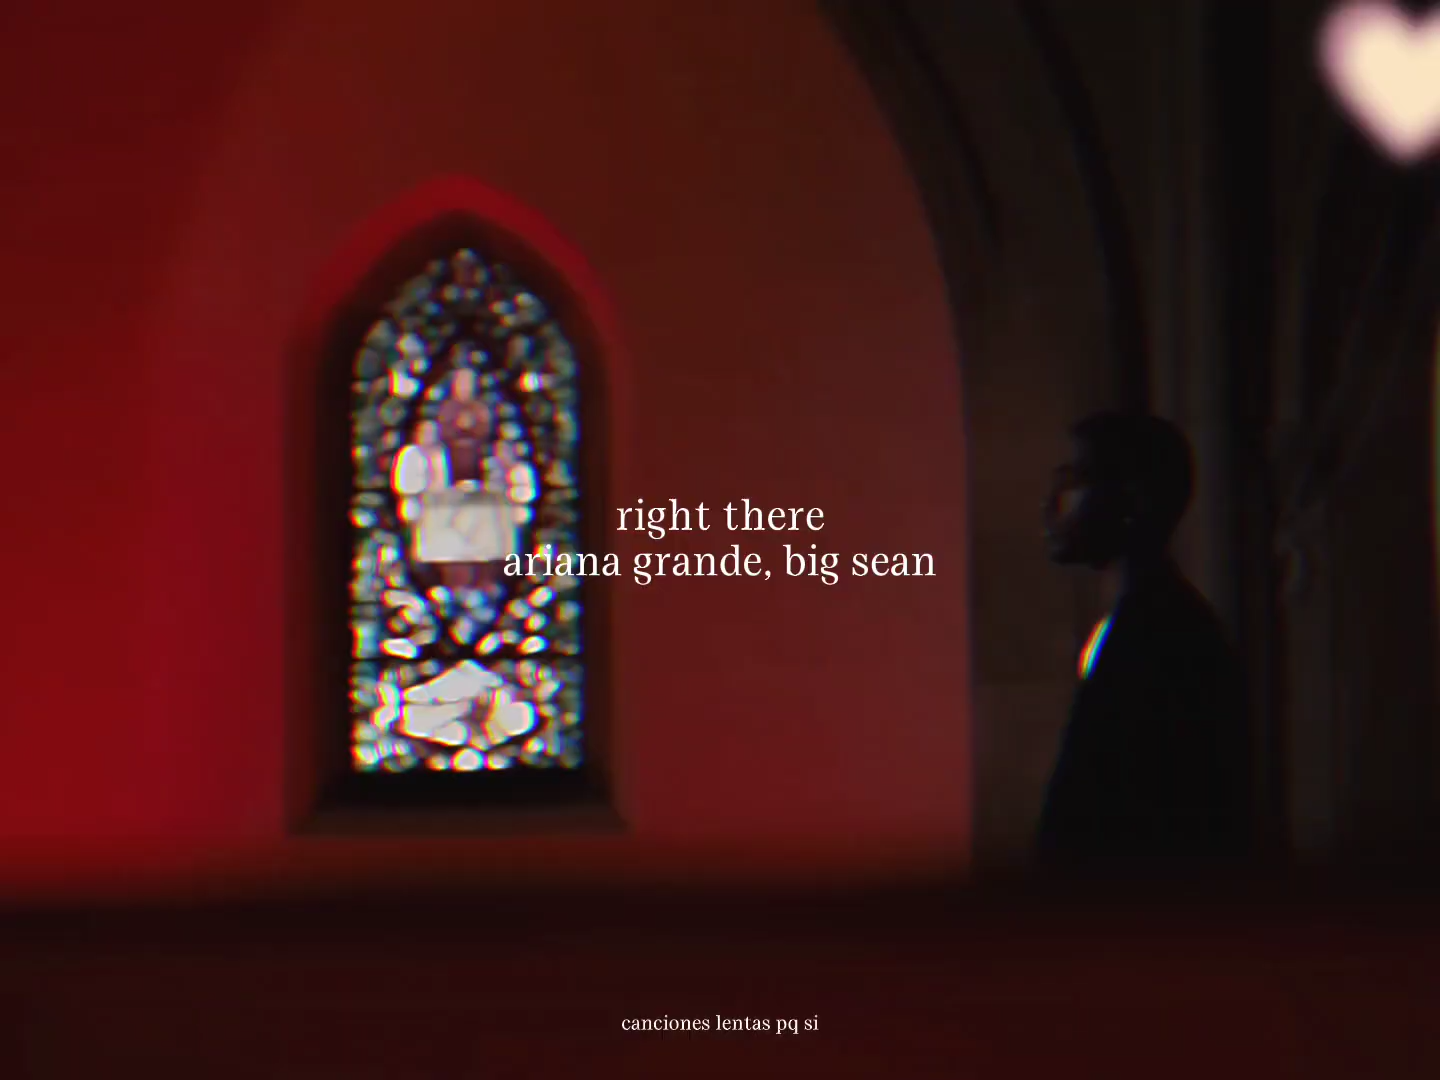 right there
ariana grande, big sean
canciones lentas pq si